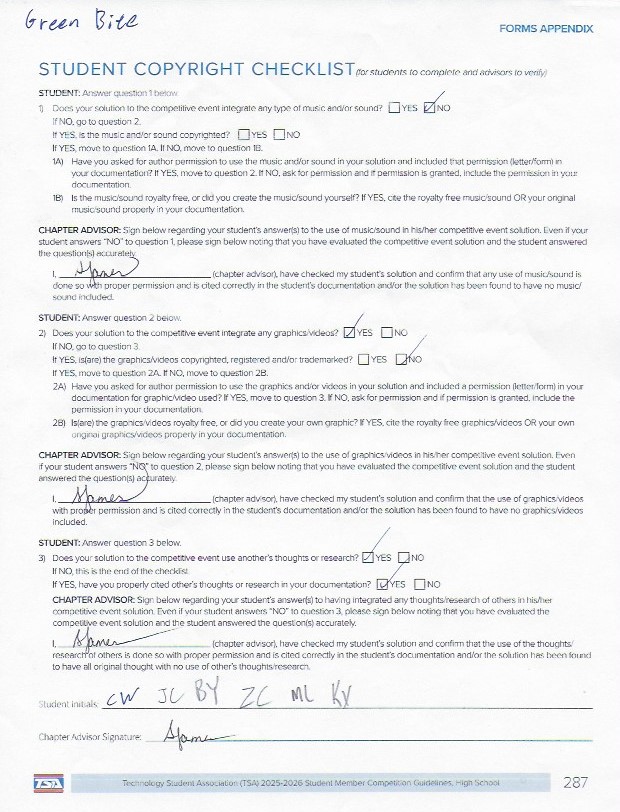 Green Bite
FORMS APPENDIX
STUDENT COPYRIGHT CHECKLIST (for students to complete and advisors to verify)
STUDENT: Answer question 1 below.
1) Does your solution to the competitive event integrate any type of music and/or sound? YES NO
If NO, go to question 2.
If YES, is the music and/or sound copyrighted? YES NO
If YES, move to question 1A. If NO, move to question 1B.
1A) Have you asked for author permission to use the music and/or sound in your solution and included that permission (letter/form) in
your documentation? If YES, move to question 2. If NO, ask for permission and if permission is granted, include the permission in your
documentation.
1B) Is the music/sound royalty free, or did you create the music/sound yourself? If YES, cite the royalty free music/sound OR your original
music/sound properly in your documentation.
CHAPTER ADVISOR: Sign below regarding your student's answer(s) to the use of music/sound in his/her competitive event solution. Even if your
student answers "NO" to question 1, please sign below noting that you have evaluated the competitive event solution and the student answered
the question(s) accurately.
I, (chapter advisor), have checked my student's solution and confirm that any use of music/sound is
done so with proper permission and is cited correctly in the student's documentation and/or the solution has been found to have no music/
sound included.
STUDENT: Answer question 2 below.
2) Does your solution to the competitive event integrate any graphics/videos? YES NO
If NO, go to question 3.
If YES, is(are) the graphics/videos copyrighted, registered and/or trademarked? YES NO
If YES, move to question 2A. If NO, move to question 2B.
2A) Have you asked for author permission to use the graphics and/or videos in your solution and included a permission (letter/form) in your
documentation for graphic/video used? If YES, move to question 3. If NO, ask for permission and if permission is granted, include the
permission in your documentation.
2B) Is(are) the graphics/videos royalty free, or did you create your own graphic? If YES, cite the royalty free graphics/videos OR your own
original graphics/videos properly in your documentation.
CHAPTER ADVISOR: Sign below regarding your student's answer(s) to the use of graphics/videos in his/her competitive event solution. Even
if your student answers "NO" to question 2, please sign below noting that you have evaluated the competitive event solution and the student
answered the question(s) accurately.
I, (chapter advisor), have checked my student's solution and confirm that the use of graphics/videos
with proper permission and is cited correctly in the student's documentation and/or the solution has been found to have no graphics/videos
included.
STUDENT: Answer question 3 below.
3) Does your solution to the competitive event use another's thoughts or research? YES NO
If NO, this is the end of the checklist.
If YES, have you properly cited other's thoughts or research in your documentation? YES NO
CHAPTER ADVISOR: Sign below regarding your student's answer(s) to having integrated any thoughts/research of others in his/her
competitive event solution. Even if your student answers "NO" to question 3, please sign below noting that you have evaluated the
competitive event solution and the student answered the question(s) accurately.
I, (chapter advisor), have checked my student's solution and confirm that the use of the thoughts/
research of others is done so with proper permission and is cited correctly in the student's documentation and/or the solution has been found
to have all original thought with no use of other's thoughts/research.
Student initials: CW JC BY ZC ML KV
Chapter Advisor Signature:
TSA Technology Student Association (TSA) 2025-2026 Student Member Competition Guidelines, High School 287